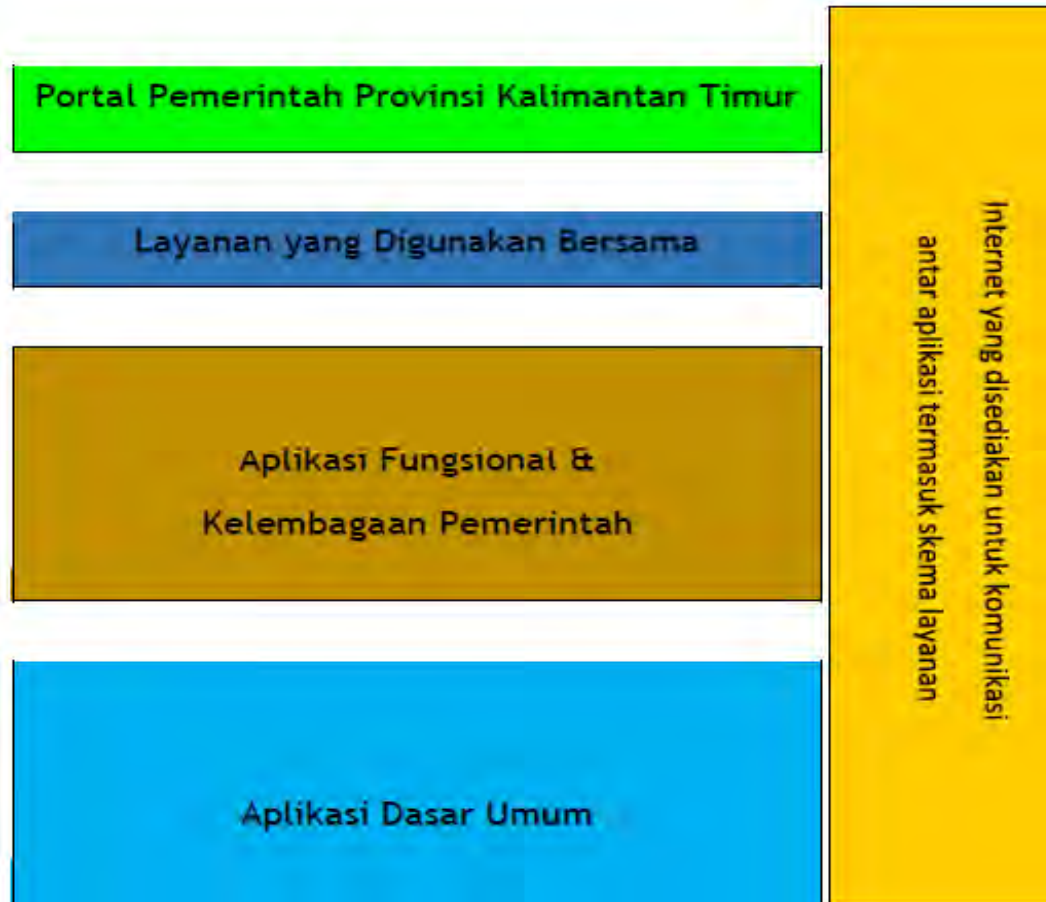 Portal Pemerintah Provinsi Kalimantan Timur
Layanan yang Digunakan Bersama
Aplikasi Fungsional &
Kelembagaan Pemerintah
Aplikasi Dasar Umum
Internet yang disediakan untuk komunikasi
antar aplikasi termasuk skema layanan